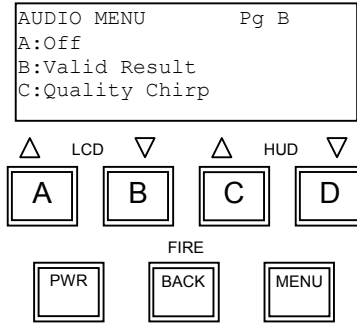 AUDIO MENU Pg B
A:Off
B:Valid Result
C:Quality Chirp
LCD HUD
A B C D
FIRE
PWR BACK MENU